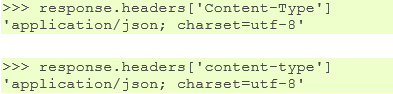 >>> response.headers['Content-Type']
'application/json; charset=utf-8'
>>> response.headers['content-type']
'application/json; charset=utf-8'